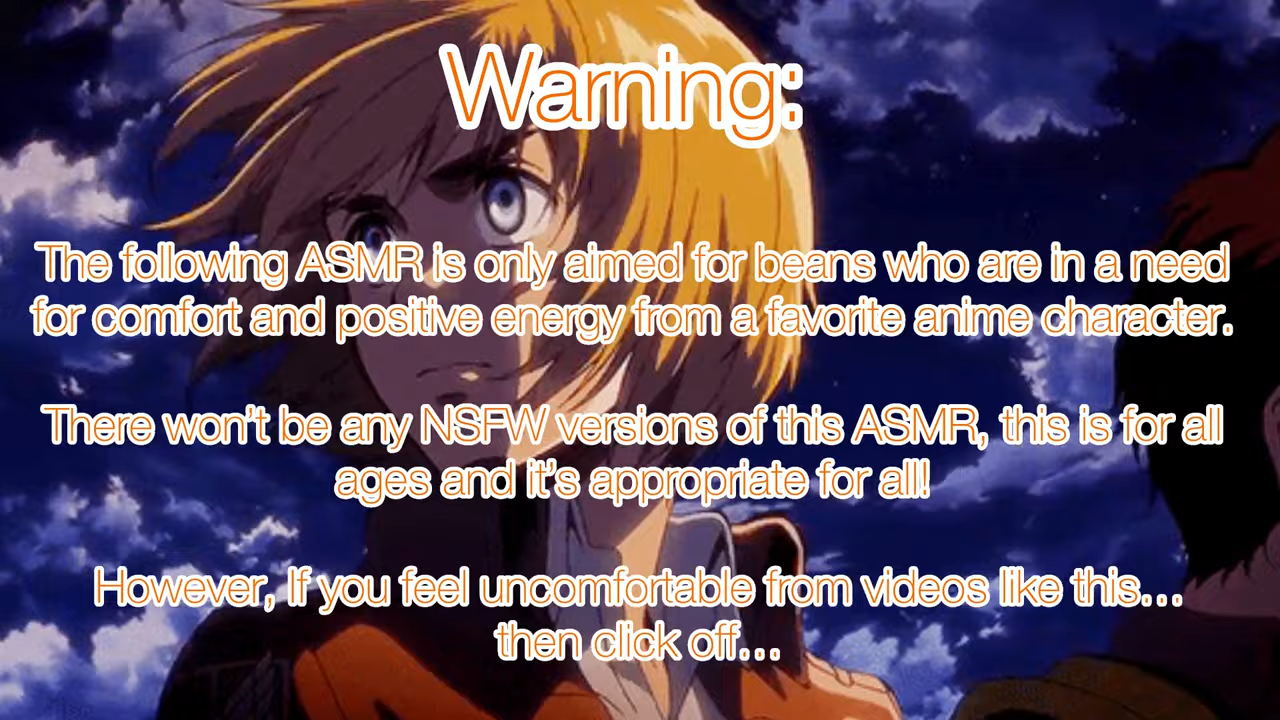 Warning:
The following ASMR is only aimed for beans who are in a need
for comfort and positive energy from a favorite anime character.
There won't be any NSFW versions of this ASMR, this is for all
ages and it's appropriate for all!
However, If you feel uncomfortable from videos like this...
then click off...